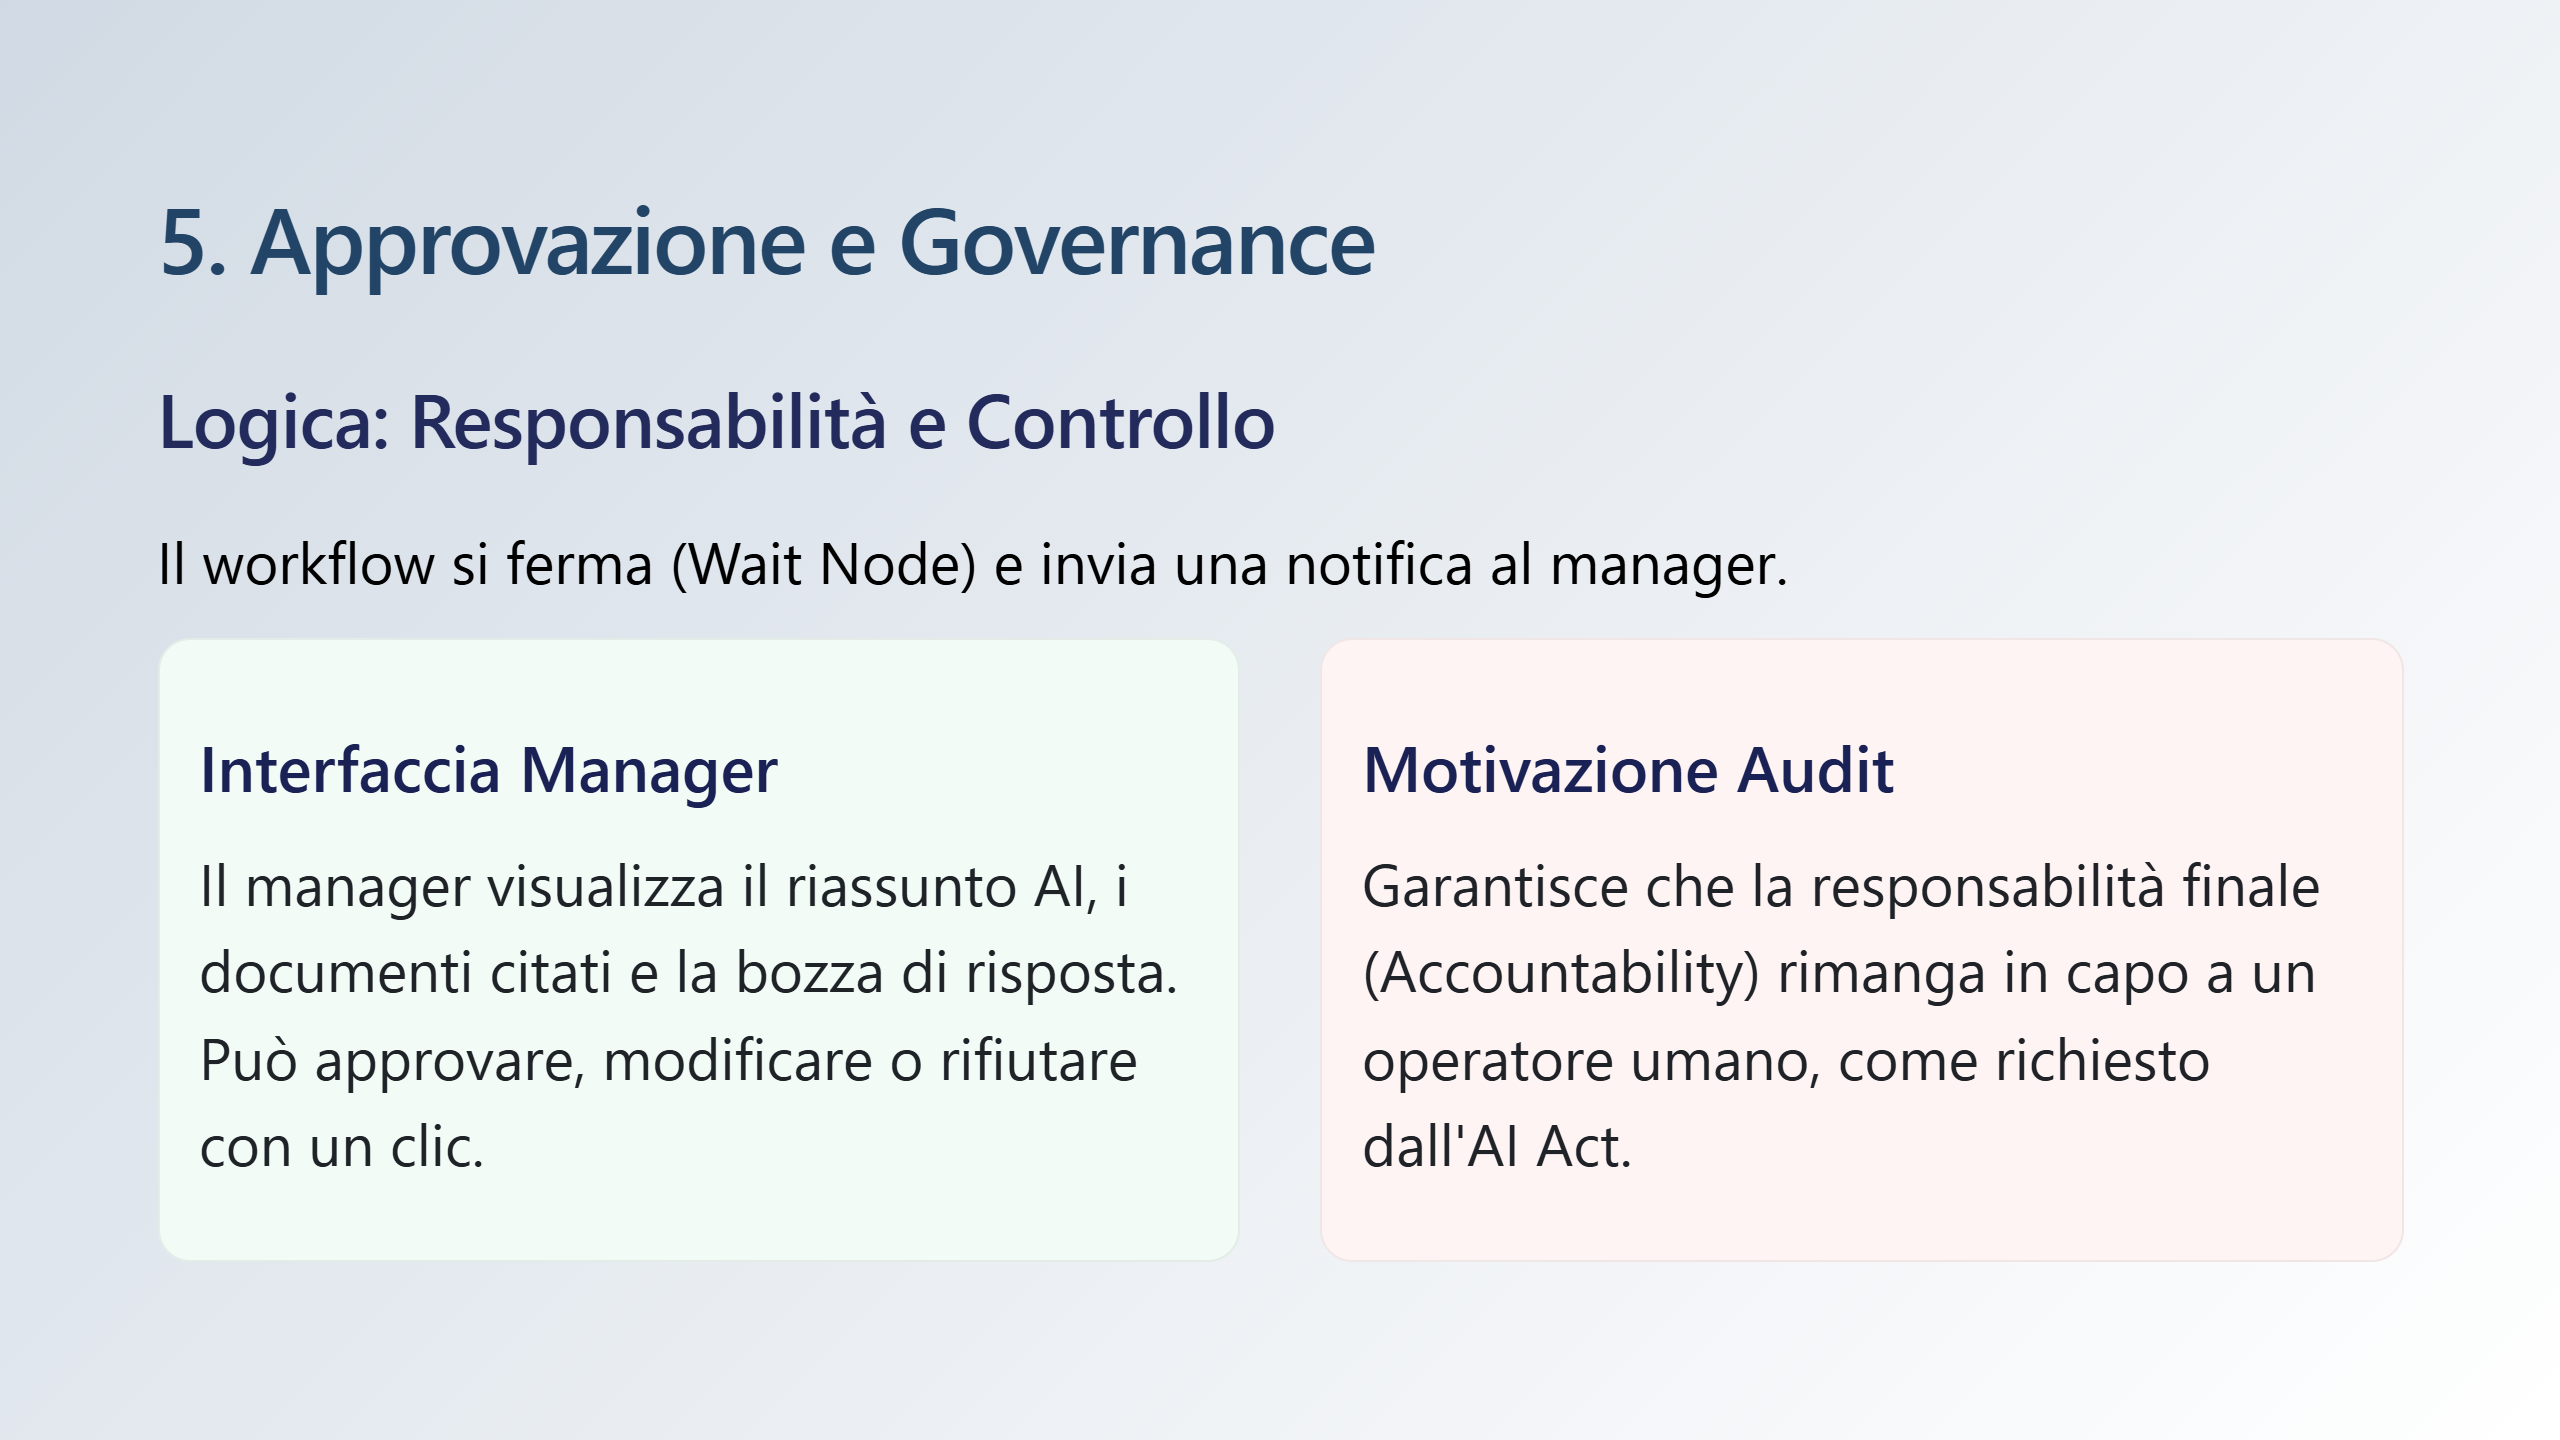 5. Approvazione e Governance
Logica: Responsabilità e Controllo
Il workflow si ferma (Wait Node) e invia una notifica al manager.
Interfaccia Manager
Il manager visualizza il riassunto AI, i
documenti citati e la bozza di risposta.
Può approvare, modificare o rifiutare
con un clic.
Motivazione Audit
Garantisce che la responsabilità finale
(Accountability) rimanga in capo a un
operatore umano, come richiesto
dall'AI Act.